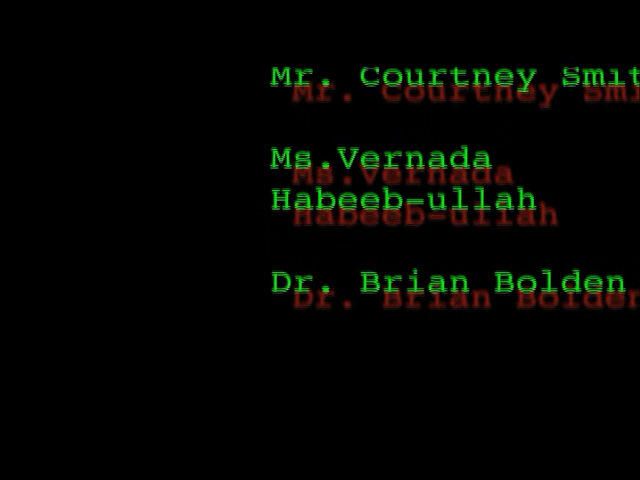 Mr. Courtney Smit
Ms.Vernada
Habeeb-ullah
Dr. Brian Bolden